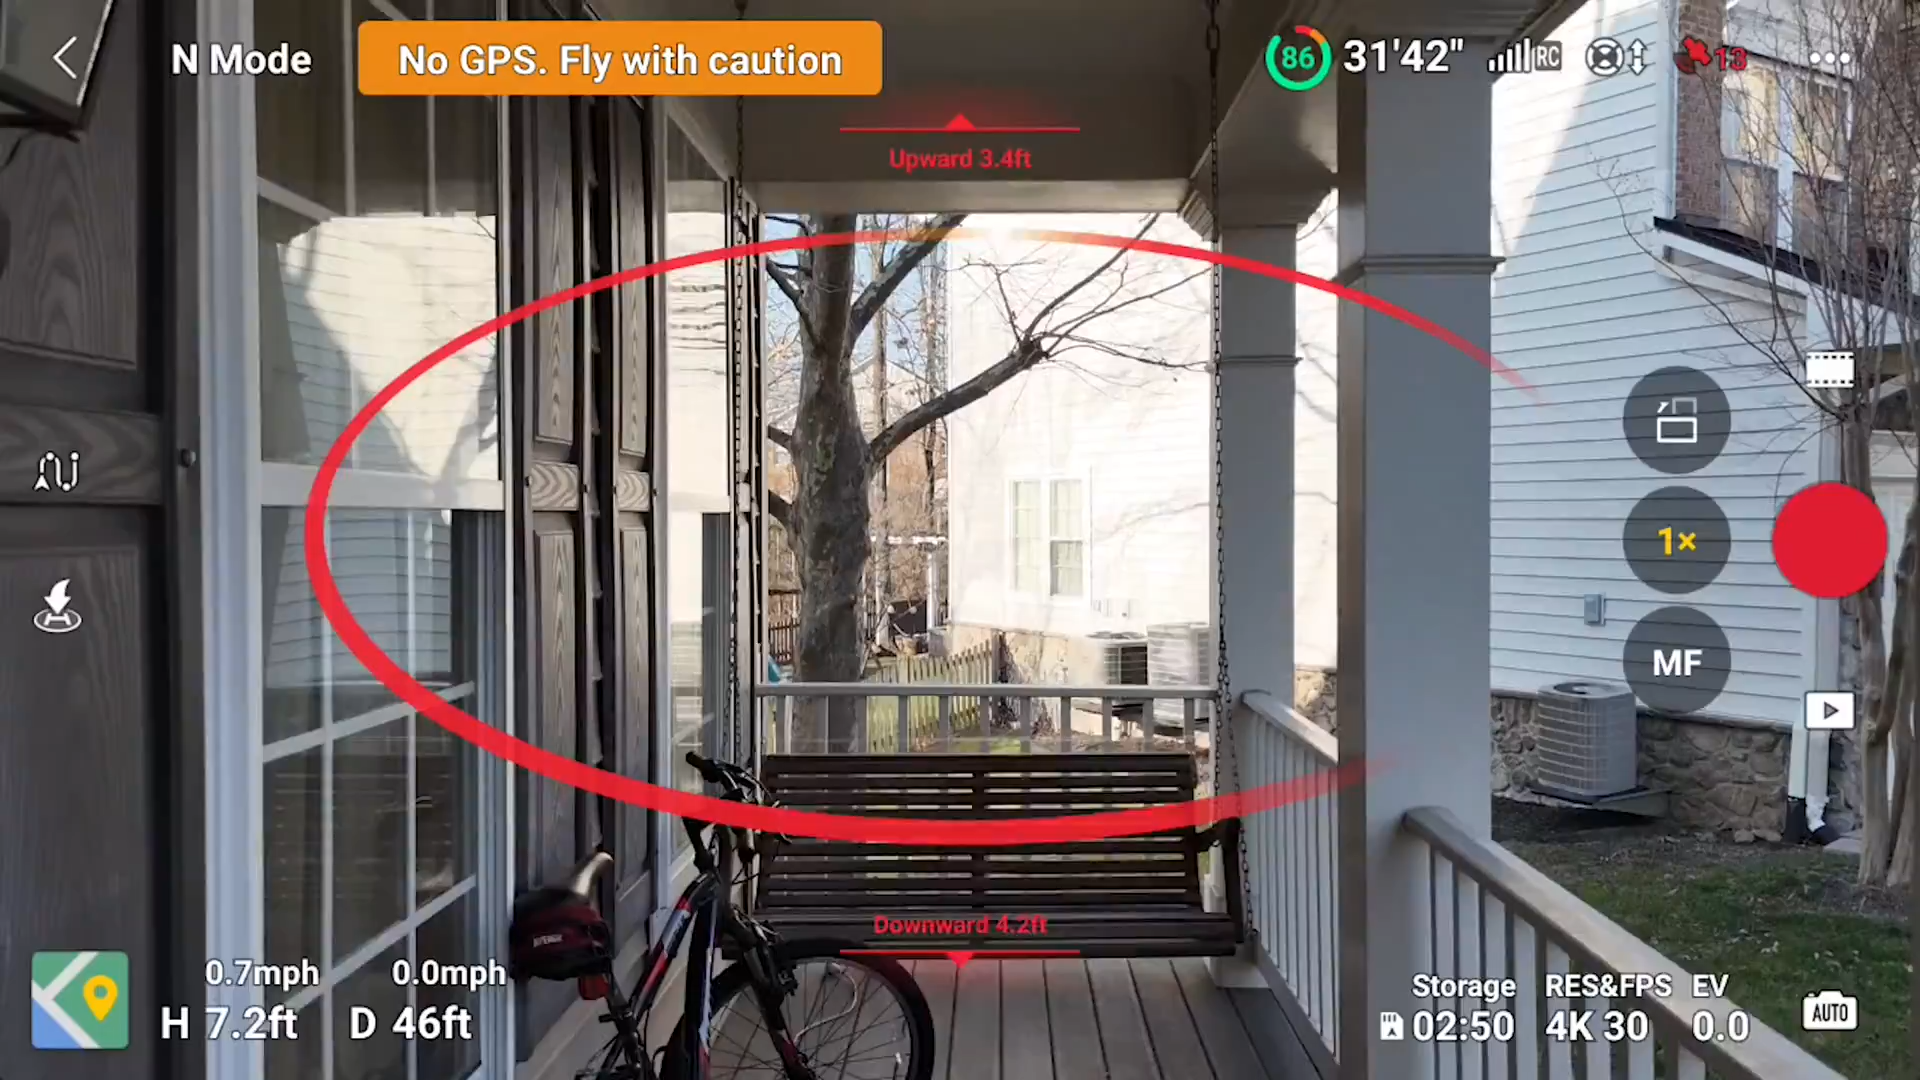 N Mode
No GPS. Fly with caution
86
31'42"
RC
13
Upward 3.4ft
1×
MF
Downward 4.2ft
0.7mph
0.0mph
H 7.2ft
D 46ft
Storage
RES&FPS
EV
02:50
4K 30
0.0
AUTO